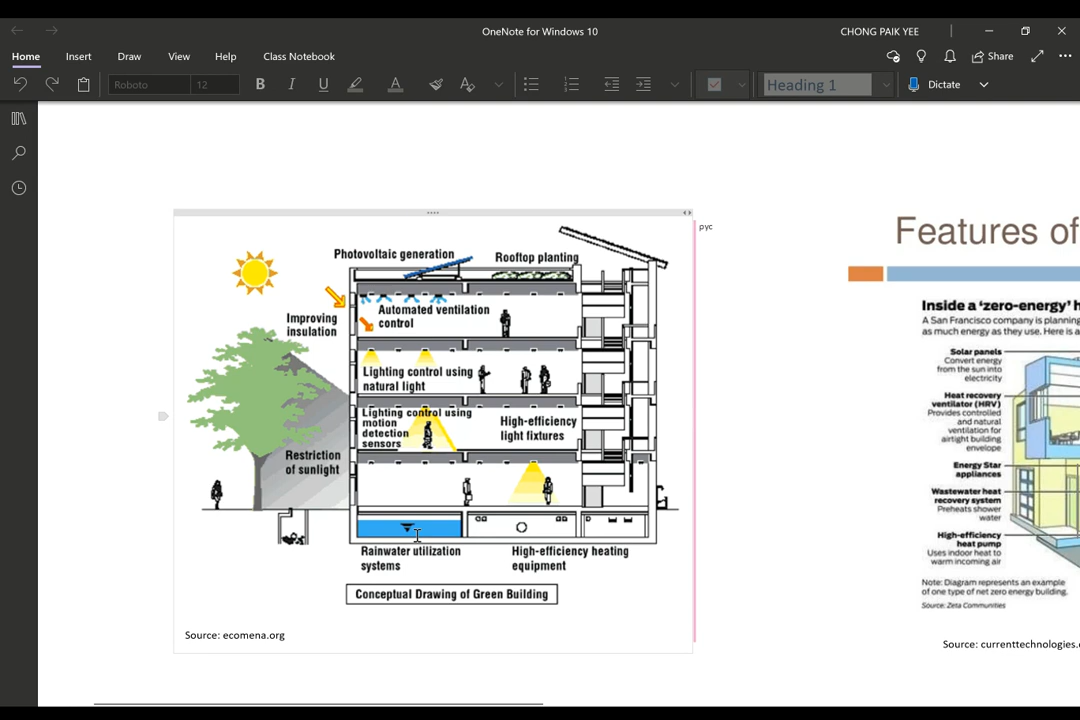 OneNote for Windows 10
CHONG PAIK YEE
Home
Insert
Draw
View
Help
Class Notebook
Share
Roboto
12
B
I
U
A
A
Heading 1
Dictate
pyc
Photovoltaic generation
Rooftop planting
Automated ventilation
control
Improving
insulation
Lighting control using
natural light
Lighting control using
motion
detection
sensors
High-efficiency
light fixtures
Restriction
of sunlight
Rainwater utilization
systems
High-efficiency heating
equipment
Conceptual Drawing of Green Building
Source: ecomena.org
Features of
Inside a ‘zero-energy’ h
A San Francisco company is planning
as much energy as they use. Here is a
Solar panels
Convert energy
from the sun into
electricity
Heat recovery
ventilator (HRV)
Provides controlled
and natural
ventilation for
airtight building
envelope
Energy Star
appliances
Wastewater heat
recovery system
Preheats shower
water
High-efficiency
heat pump
Uses indoor heat to
warm incoming air
Note: Diagram represents an example
of one type of net zero energy building.
Source: Zeta Communities
Source: currenttechnologies.